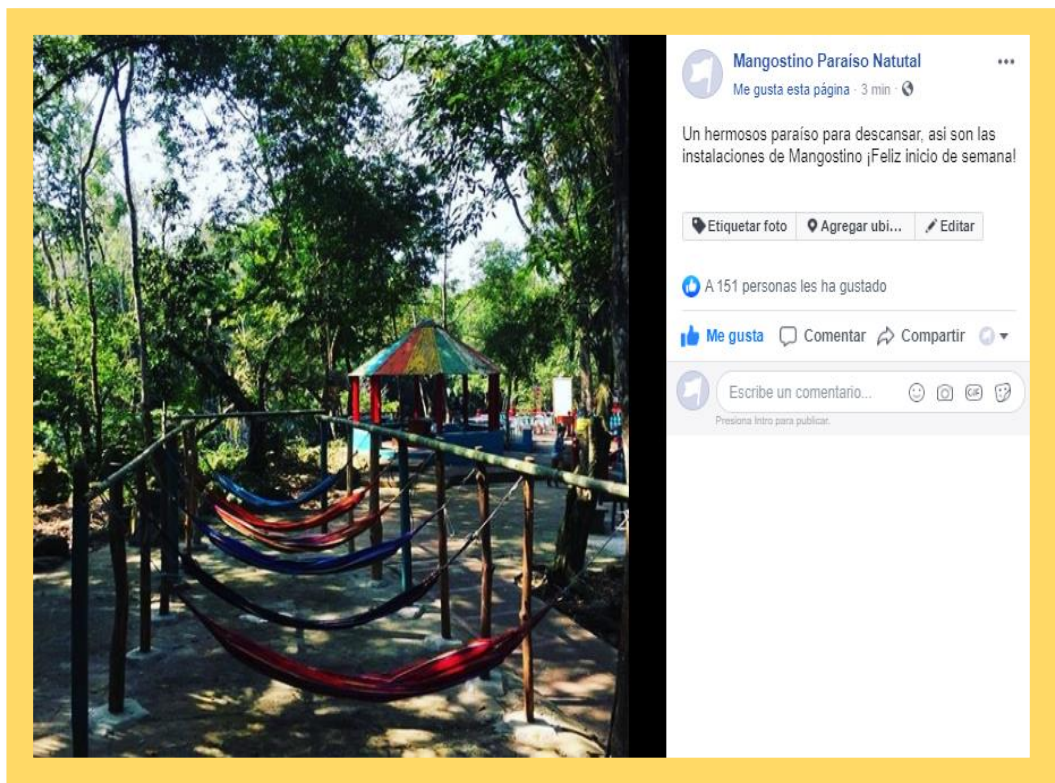 Mangostino Paraíso Natutal
Me gusta esta página · 3 min ·
Un hermosos paraíso para descansar, asi son las
instalaciones de Mangostino ¡Feliz inicio de semana!
Etiquetar foto
Agregar ubi...
Editar
A 151 personas les ha gustado
Me gusta
Comentar
Compartir
Escribe un comentario...
GIF
Presiona Intro para publicar.